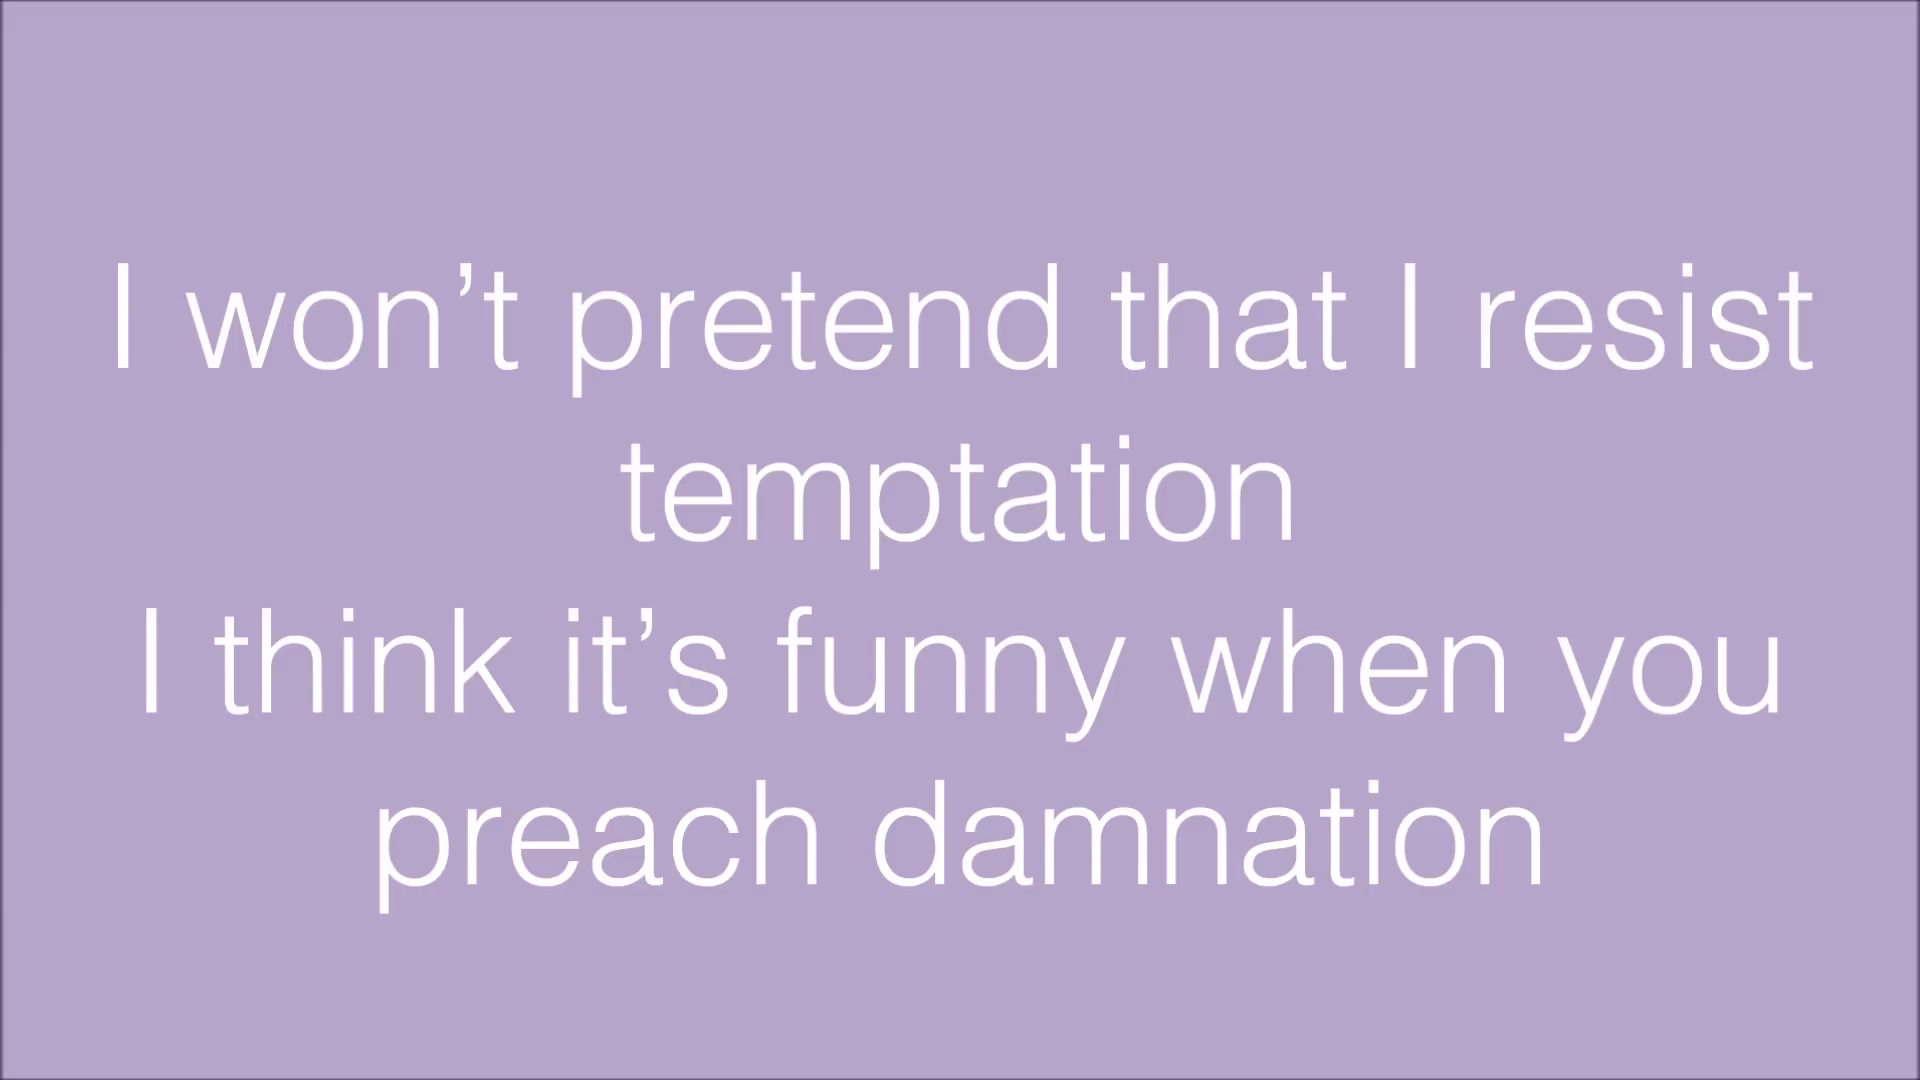 I won’t pretend that I resist
temptation
I think it’s funny when you
preach damnation